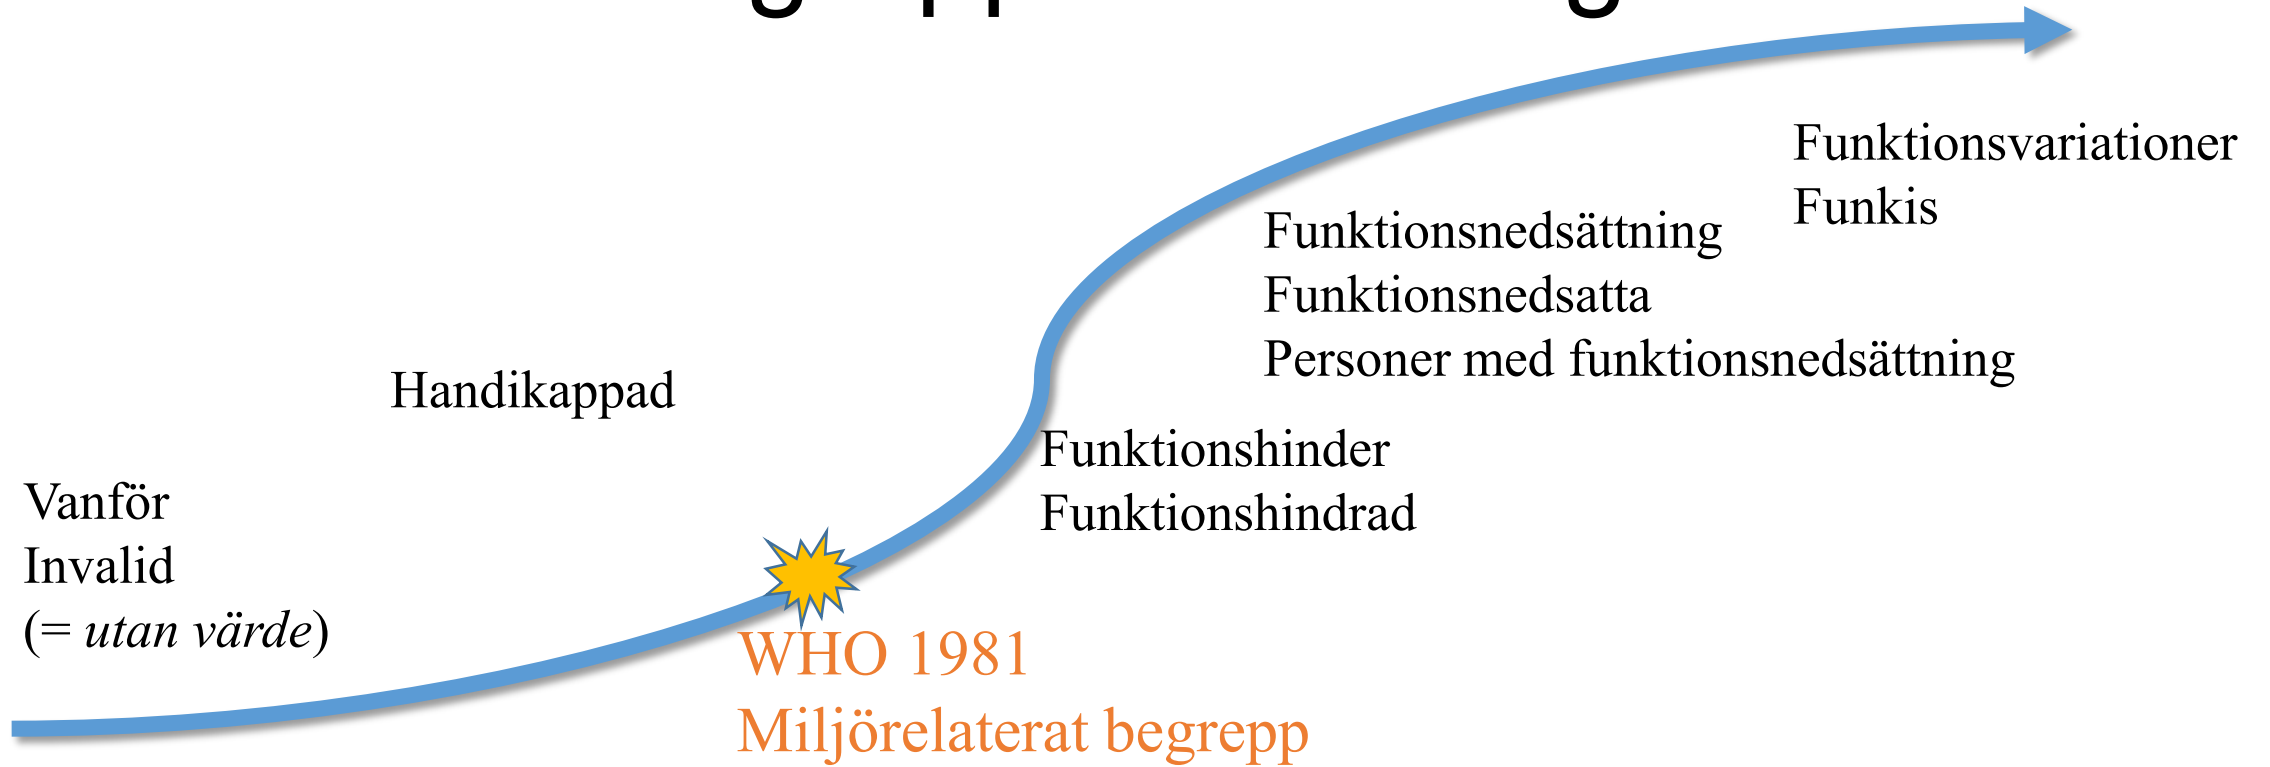 Vanför
Invalid
(= utan värde)
Handikappad
WHO 1981
Miljörelaterat begrepp
Funktionshinder
Funktionshindrad
Funktionsnedsättning
Funktionsnedsatta
Personer med funktionsnedsättning
Funktionsvariationer
Funkis